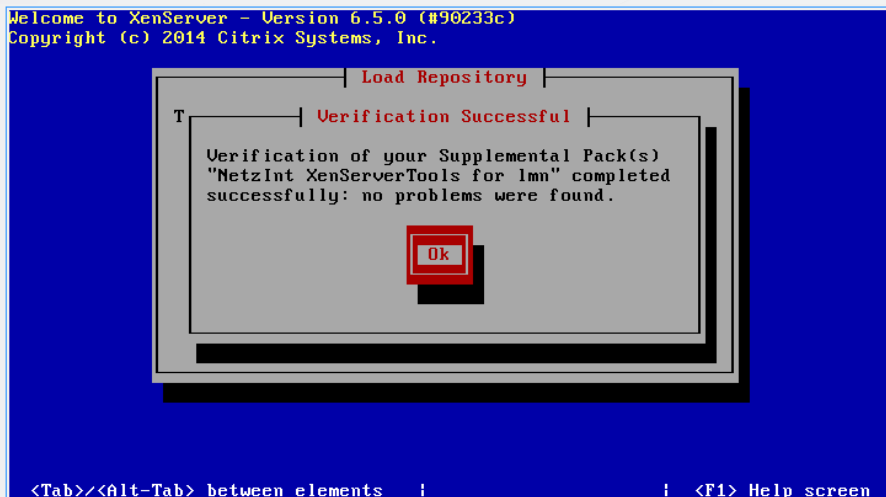 Welcome to XenServer - Version 6.5.0 (#90233c)
Copyright (c) 2014 Citrix Systems, Inc.
Load Repository
T
Verification Successful
Verification of your Supplemental Pack(s)
"NetzInt XenServerTools for lmn" completed
successfully: no problems were found.
Ok
<Tab>/<Alt-Tab> between elements | | <F1> Help screen